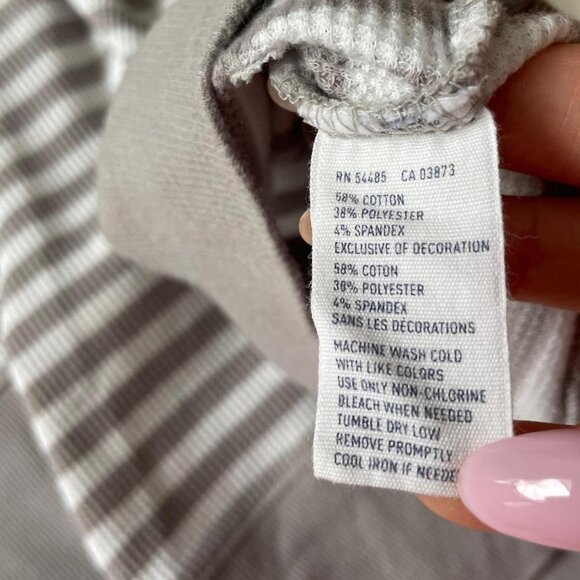 RN 54485 CA 03873
58% COTTON
38% POLYESTER
4% SPANDEX
EXCLUSIVE OF DECORATION
58% COTON
38% POLYESTER
4% SPANDEX
SANS LES DÉCORATIONS
MACHINE WASH COLD
WITH LIKE COLORS
USE ONLY NON-CHLORINE
BLEACH WHEN NEEDED
TUMBLE DRY LOW
REMOVE PROMPTLY
COOL IRON IF NEEDE